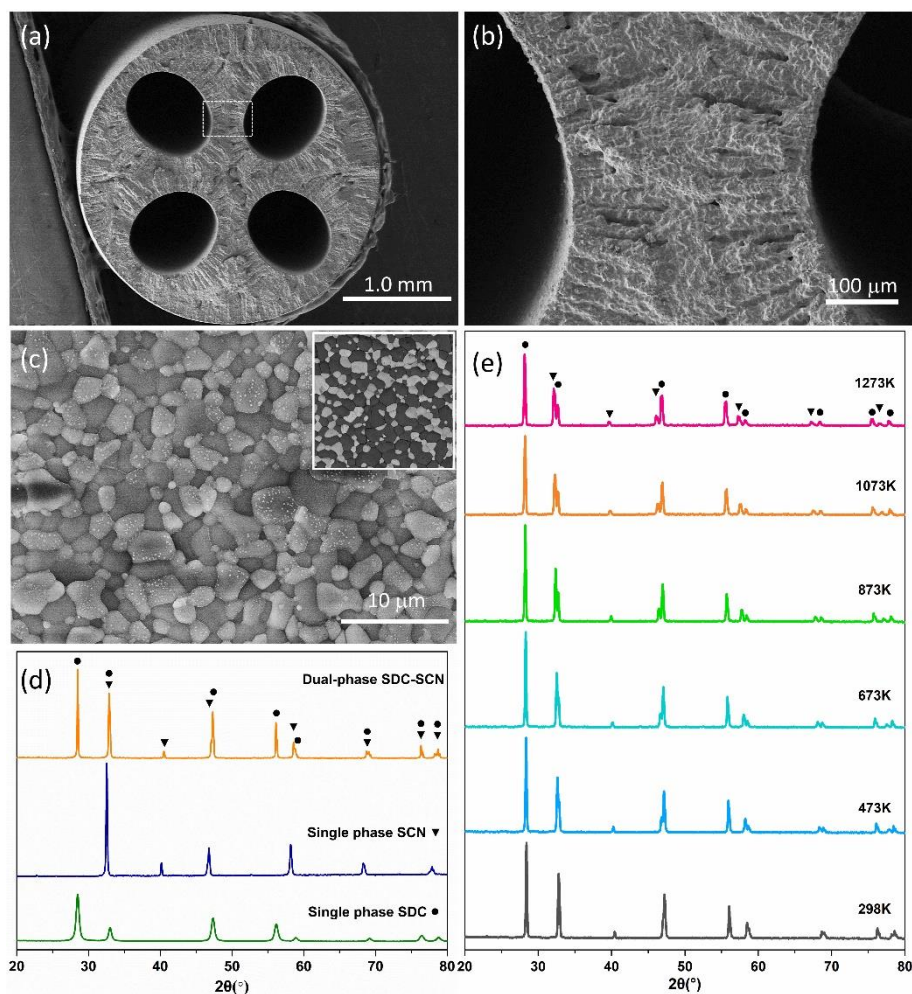 (a)
1.0 mm
(b)
100 μm
(c)
10 μm
(d)
Dual-phase SDC-SCN
Single phase SCN ▼
Single phase SDC ●
20 30 40 50 60 70 80
2θ(°)
(e)
1273K
1073K
873K
673K
473K
298K
20 30 40 50 60 70 80
2θ(°)